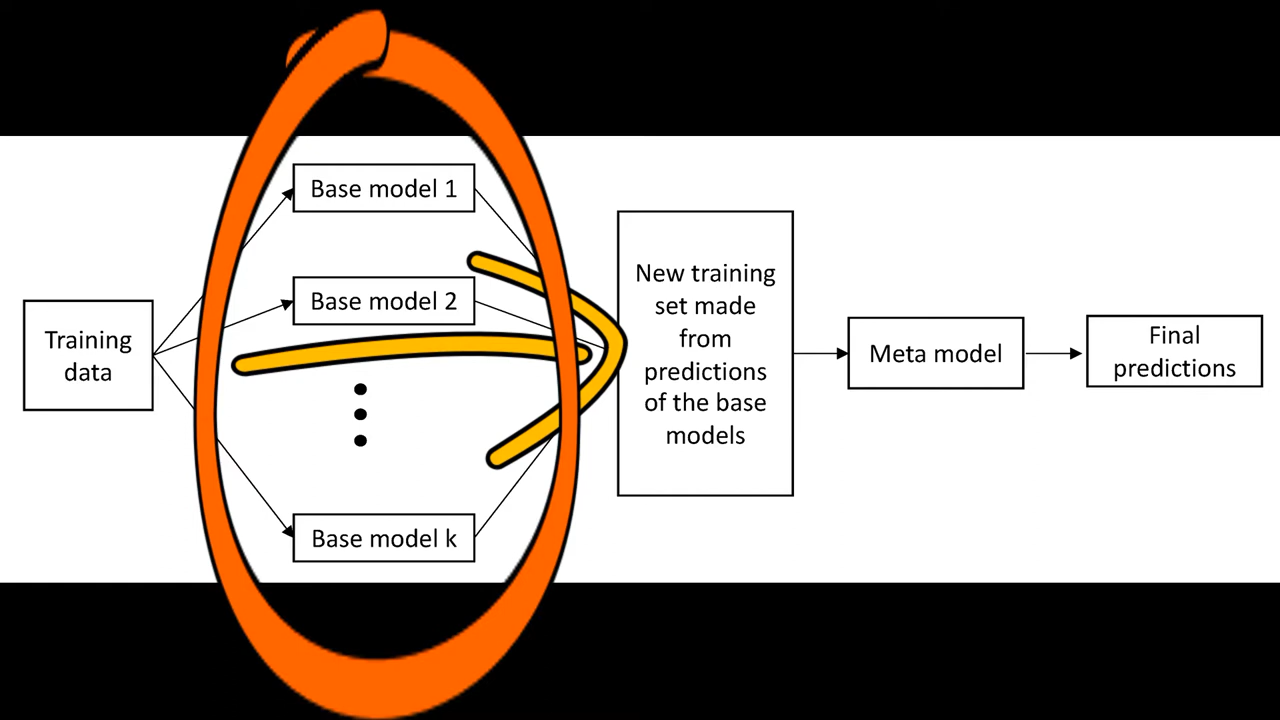 Training
data
Base model 1
Base model 2
Base model k
New training
set made
from
predictions
of the base
models
Meta model
Final
predictions